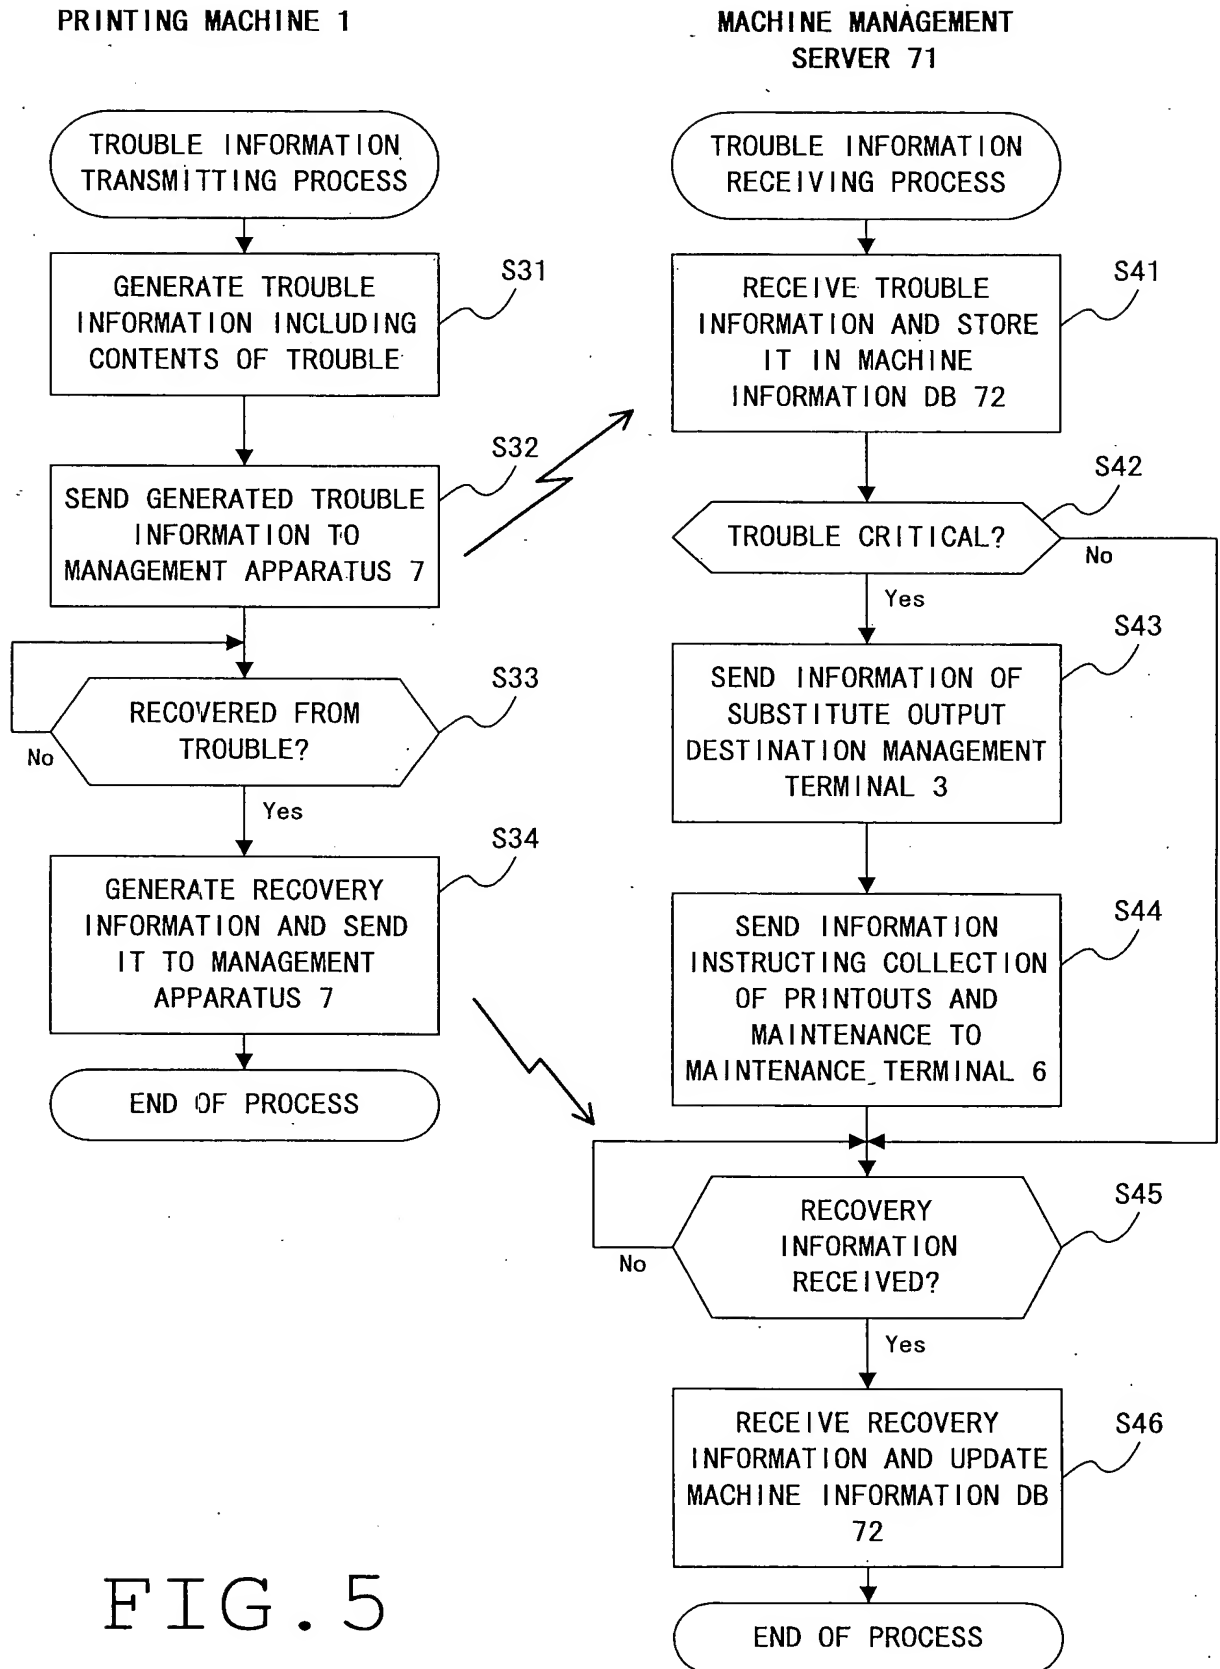 PRINTING MACHINE 1
TROUBLE INFORMATION
TRANSMITTING PROCESS
GENERATE TROUBLE
INFORMATION INCLUDING
CONTENTS OF TROUBLE
S31
SEND GENERATED TROUBLE
INFORMATION TO
MANAGEMENT APPARATUS 7
S32
RECOVERED FROM
TROUBLE?
S33
No
Yes
GENERATE RECOVERY
INFORMATION AND SEND
IT TO MANAGEMENT
APPARATUS 7
S34
END OF PROCESS
MACHINE MANAGEMENT
SERVER 71
TROUBLE INFORMATION
RECEIVING PROCESS
RECEIVE TROUBLE
INFORMATION AND STORE
IT IN MACHINE
INFORMATION DB 72
S41
TROUBLE CRITICAL?
S42
No
Yes
SEND INFORMATION OF
SUBSTITUTE OUTPUT
DESTINATION MANAGEMENT
TERMINAL 3
S43
SEND INFORMATION
INSTRUCTING COLLECTION
OF PRINTOUTS AND
MAINTENANCE TO
MAINTENANCE TERMINAL 6
S44
RECOVERY
INFORMATION
RECEIVED?
S45
No
Yes
RECEIVE RECOVERY
INFORMATION AND UPDATE
MACHINE INFORMATION DB
72
S46
END OF PROCESS
FIG.5